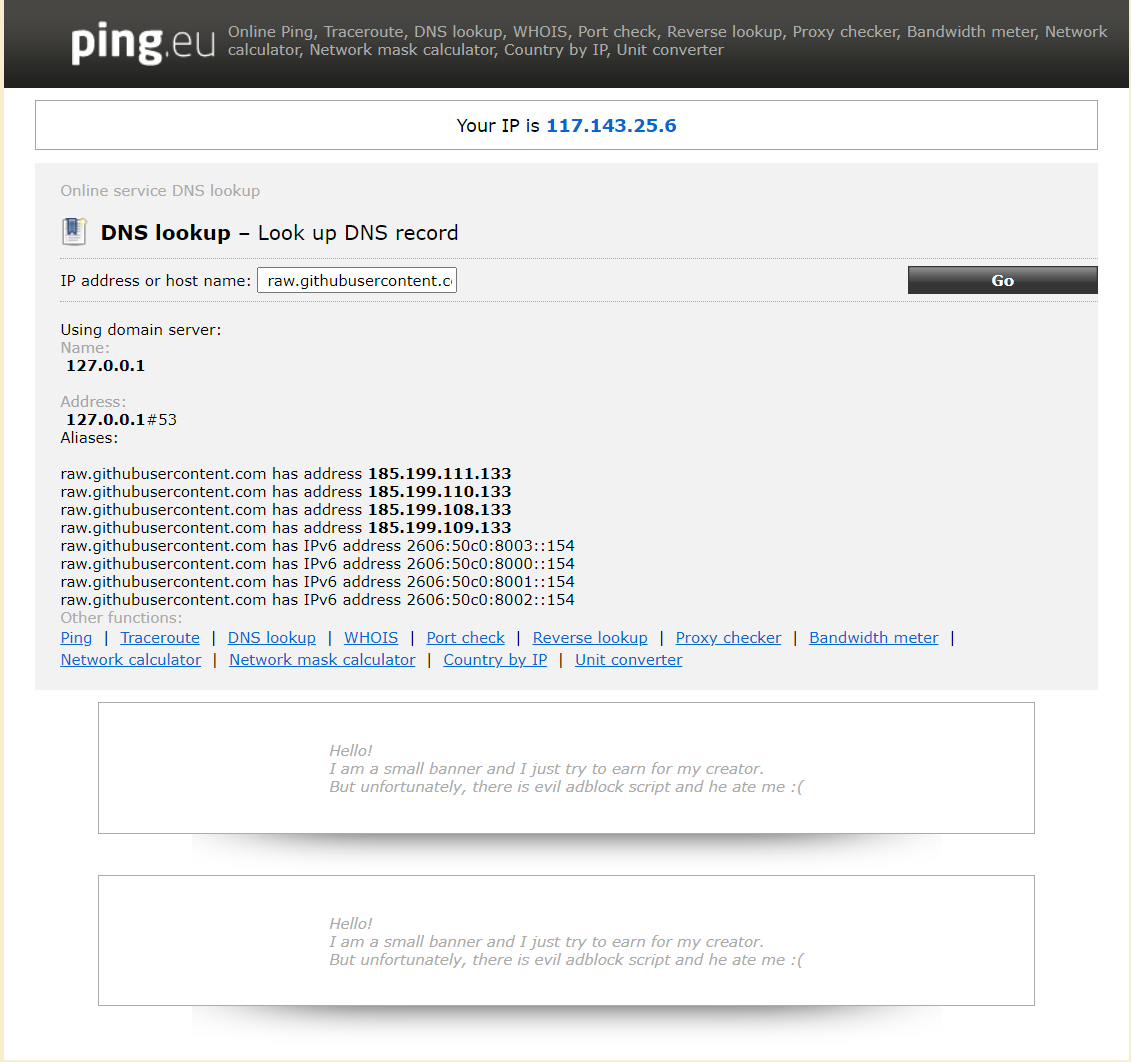 ping.eu
Online Ping, Traceroute, DNS lookup, WHOIS, Port check, Reverse lookup, Proxy checker, Bandwidth meter, Network
calculator, Network mask calculator, Country by IP, Unit converter
Your IP is 117.143.25.6
Online service DNS lookup
DNS lookup – Look up DNS record
IP address or host name: raw.githubusercontent.c
Go
Using domain server:
Name:
127.0.0.1
Address:
127.0.0.1#53
Aliases:
raw.githubusercontent.com has address 185.199.111.133
raw.githubusercontent.com has address 185.199.110.133
raw.githubusercontent.com has address 185.199.108.133
raw.githubusercontent.com has address 185.199.109.133
raw.githubusercontent.com has IPv6 address 2606:50c0:8003::154
raw.githubusercontent.com has IPv6 address 2606:50c0:8000::154
raw.githubusercontent.com has IPv6 address 2606:50c0:8001::154
raw.githubusercontent.com has IPv6 address 2606:50c0:8002::154
Other functions:
Ping | Traceroute | DNS lookup | WHOIS | Port check | Reverse lookup | Proxy checker | Bandwidth meter |
Network calculator | Network mask calculator | Country by IP | Unit converter
Hello!
I am a small banner and I just try to earn for my creator.
But unfortunately, there is evil adblock script and he ate me :(
Hello!
I am a small banner and I just try to earn for my creator.
But unfortunately, there is evil adblock script and he ate me :(